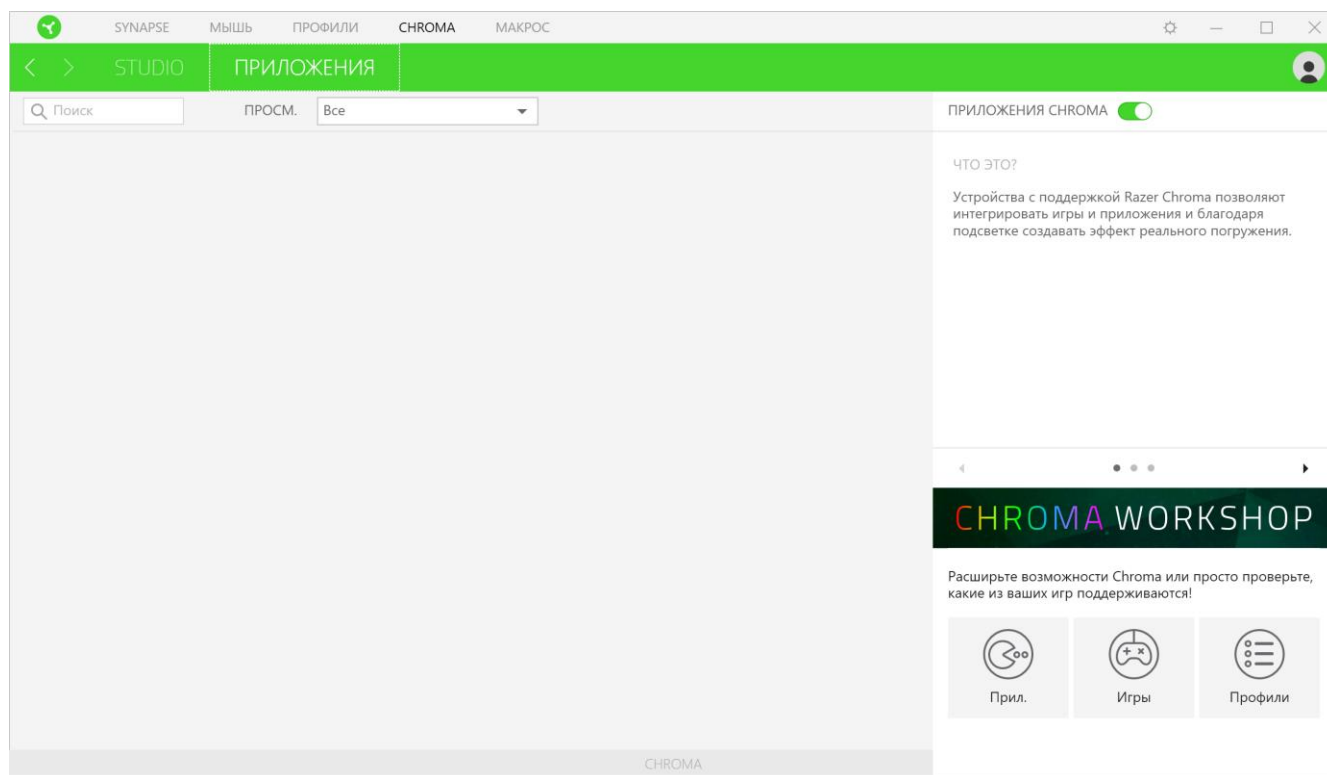 SYNAPSE МЫШЬ ПРОФИЛИ CHROMA МАКРОС
STUDIO ПРИЛОЖЕНИЯ
Поиск ПРОСМ. Все ПРИЛОЖЕНИЯ CHROMA
ЧТО ЭТО?
Устройства с поддержкой Razer Chroma позволяют
интегрировать игры и приложения и благодаря
подсветке создавать эффект реального погружения.
CHROMA WORKSHOP
Расширьте возможности Chroma или просто проверьте,
какие из ваших игр поддерживаются!
Прил. Игры Профили
CHROMA